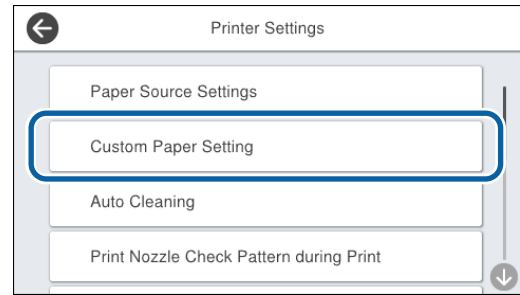 Printer Settings
Paper Source Settings
Custom Paper Setting
Auto Cleaning
Print Nozzle Check Pattern during Print